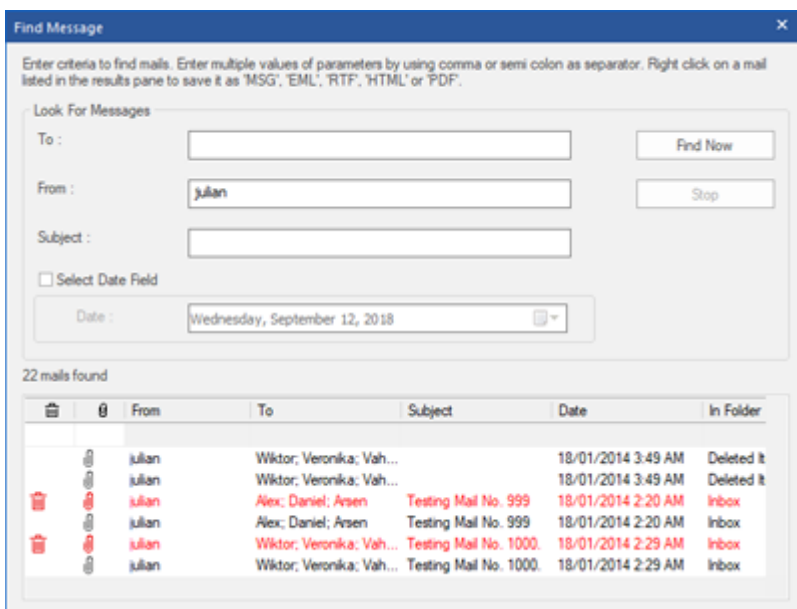 Find Message
Enter criteria to find mails. Enter multiple values of parameters by using comma or semi colon as separator. Right click on a mail
listed in the results pane to save it as 'MSG', 'EML', 'RTF', 'HTML' or 'PDF'.
Look For Messages
To :
Find Now
From :
julian
Stop
Subject :
Select Date Field
Date :
Wednesday, September 12, 2018
22 mails found
From To Subject Date In Folder
julian Wiktor; Veronika; Vah... 18/01/2014 3:49 AM Deleted It
julian Wiktor; Veronika; Vah... 18/01/2014 3:49 AM Deleted It
julian Alex; Daniel; Arsen Testing Mail No. 999 18/01/2014 2:20 AM Inbox
julian Alex; Daniel; Arsen Testing Mail No. 999 18/01/2014 2:20 AM Inbox
julian Wiktor; Veronika; Vah... Testing Mail No. 1000. 18/01/2014 2:29 AM Inbox
julian Wiktor; Veronika; Vah... Testing Mail No. 1000. 18/01/2014 2:29 AM Inbox